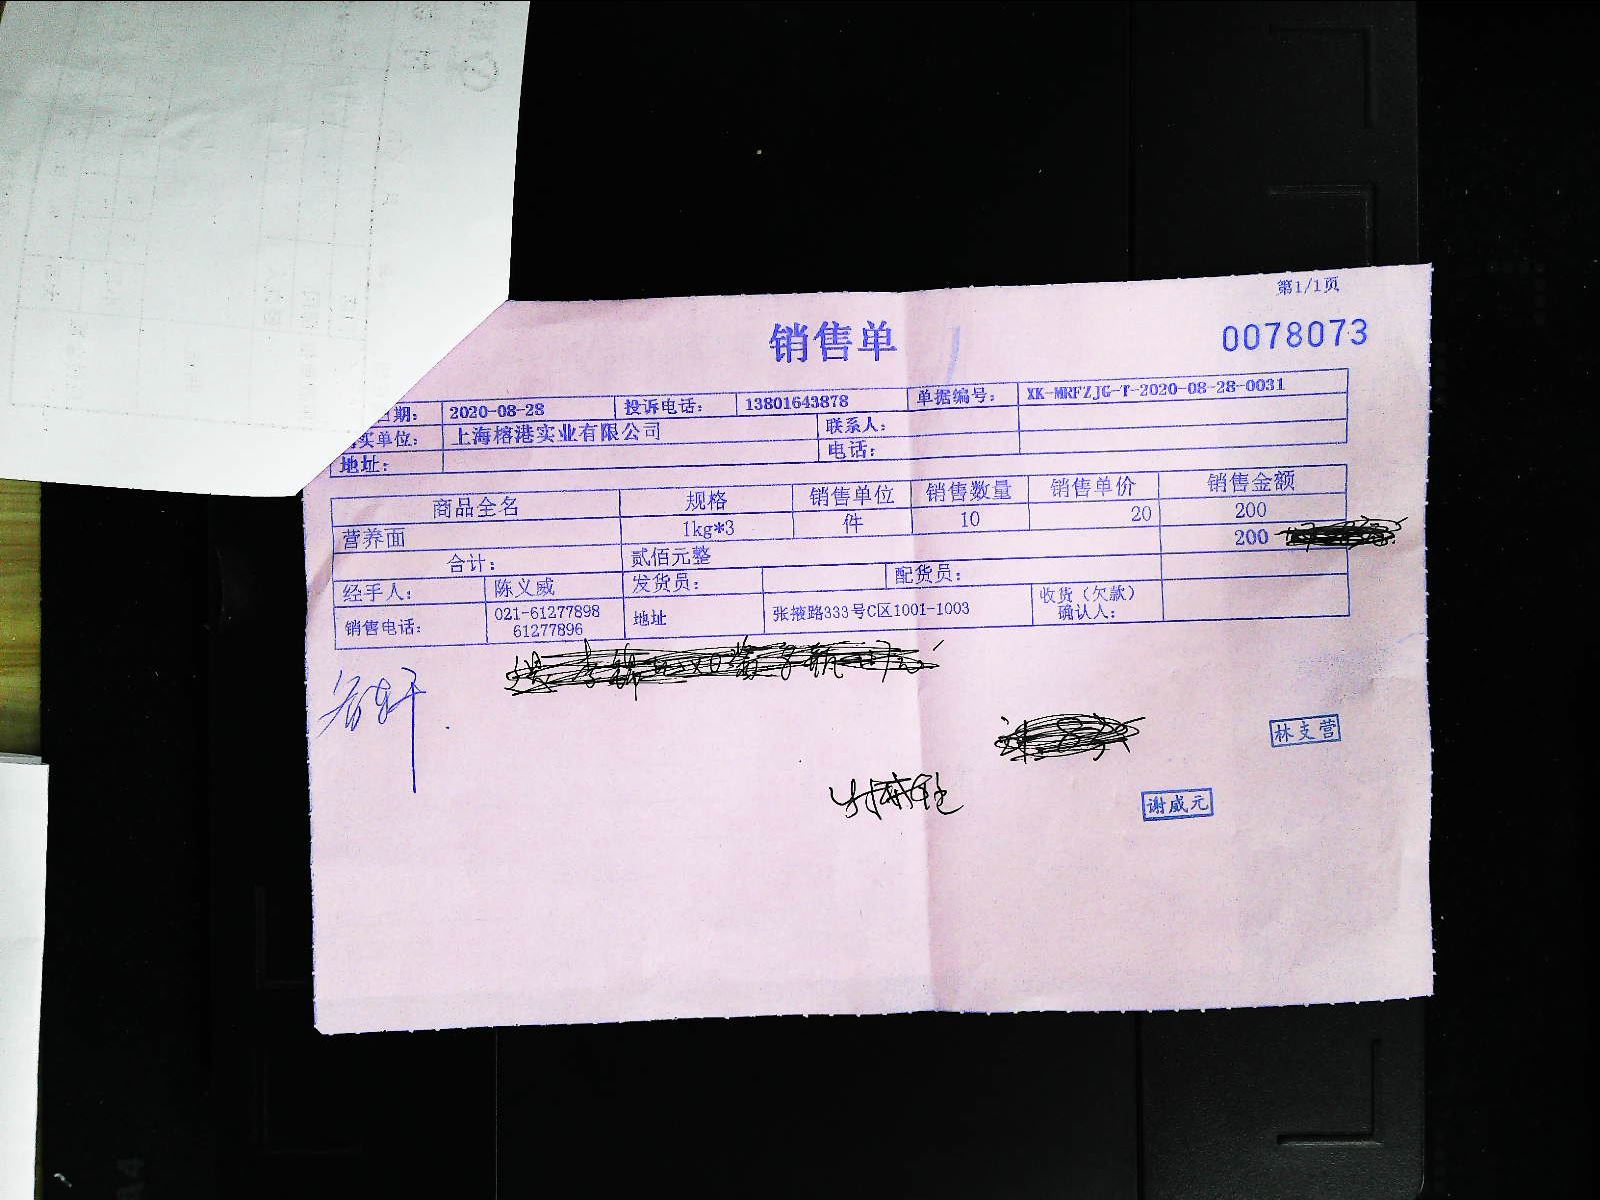 第1/1页
销售单
0078073
期： 2020-08-28 投诉电话： 13801643878 单据编号： XK-MRFZJG-T-2020-08-28-0031
买单位： 上海榕港实业有限公司 联系人：
地址： 电话：
商品全名 规格 销售单位 销售数量 销售单价 销售金额
营养面 1kg*3 件 10 20 200
合计： 贰佰元整 200
经手人： 陈义威 发货员： 配货员：
销售电话： 021-61277898 61277896 地址 张掖路333号C区1001-1003 收货（欠款）确认人：
林支营
谢威元